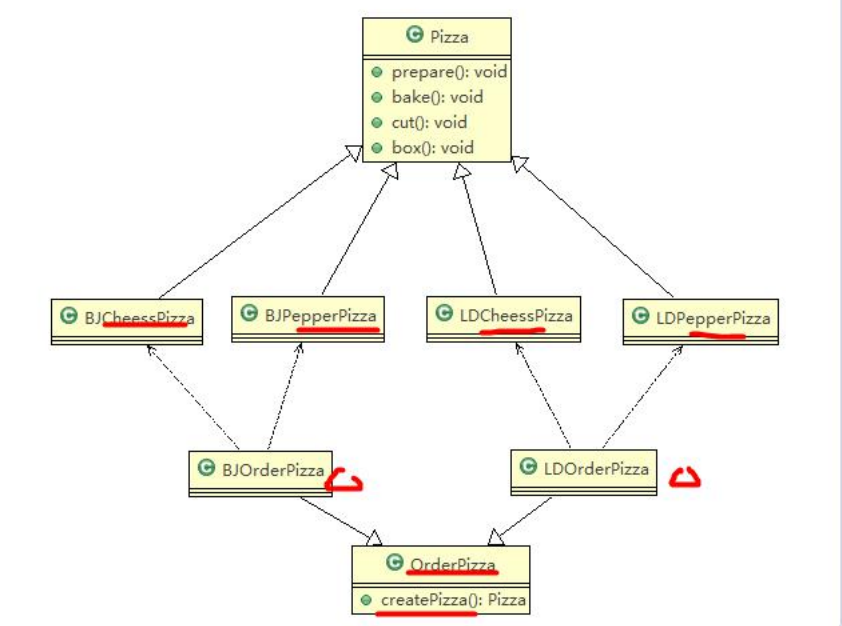 Pizza
prepare(): void
bake(): void
cut(): void
box(): void
BJCheessPizza
BJPepperPizza
LDCheessPizza
LDPepperPizza
BJOrderPizza
LDOrderPizza
OrderPizza
createPizza(): Pizza